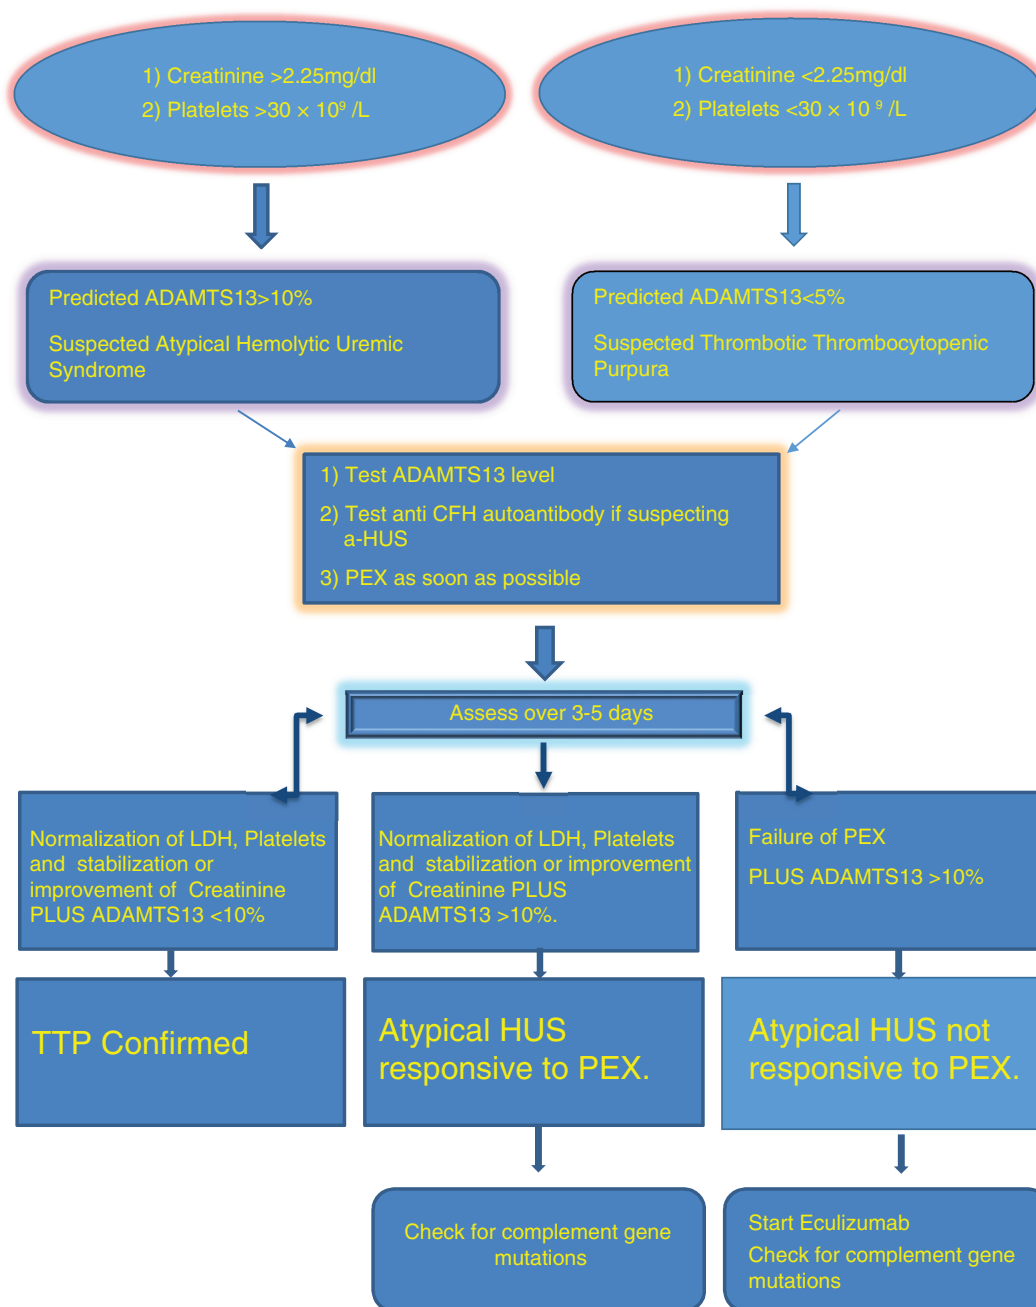 1) Creatinine >2.25mg/dl
2) Platelets >30 × 10⁹ /L
1) Creatinine <2.25mg/dl
2) Platelets <30 × 10 ⁹ /L
Predicted ADAMTS13>10%
Suspected Atypical Hemolytic Uremic
Syndrome
Predicted ADAMTS13<5%
Suspected Thrombotic Thrombocytopenic
Purpura
1) Test ADAMTS13 level
2) Test anti CFH autoantibody if suspecting
a-HUS
3) PEX as soon as possible
Assess over 3-5 days
Normalization of LDH, Platelets
and stabilization or
improvement of Creatinine
PLUS ADAMTS13 <10%
Normalization of LDH, Platelets
and stabilization or improvement
of Creatinine PLUS
ADAMTS13 >10%.
Failure of PEX
PLUS ADAMTS13 >10%
TTP Confirmed
Atypical HUS
responsive to PEX.
Atypical HUS not
responsive to PEX.
Check for complement gene
mutations
Start Eculizumab
Check for complement gene
mutations